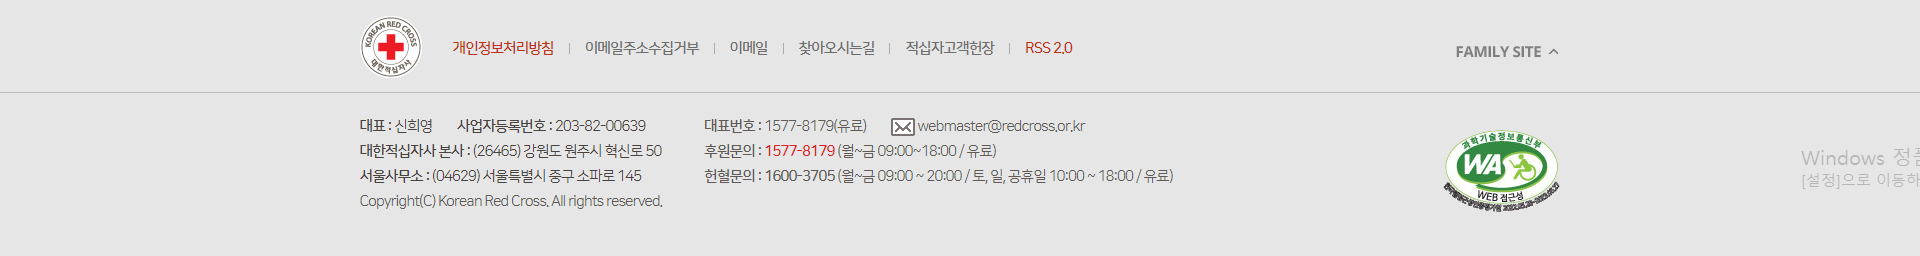 KOREAN RED CROSS
대한적십자사
개인정보처리방침 | 이메일주소수집거부 | 이메일 | 찾아오시는길 | 적십자고객헌장 | RSS 2.0
FAMILY SITE
대표 : 신희영 사업자등록번호 : 203-82-00639
대한적십자사 본사 : (26465) 강원도 원주시 혁신로 50
서울사무소 : (04629) 서울특별시 중구 소파로 145
Copyright(C) Korean Red Cross. All rights reserved.
대표번호 : 1577-8179(유료) webmaster@redcross.or.kr
후원문의 : 1577-8179 (월~금 09:00~18:00 / 유료)
헌혈문의 : 1600-3705 (월~금 09:00 ~ 20:00 / 토, 일, 공휴일 10:00 ~ 18:00 / 유료)
과학기술정보통신부
WA
WEB 접근성
Windows 정품
[설정]으로 이동하